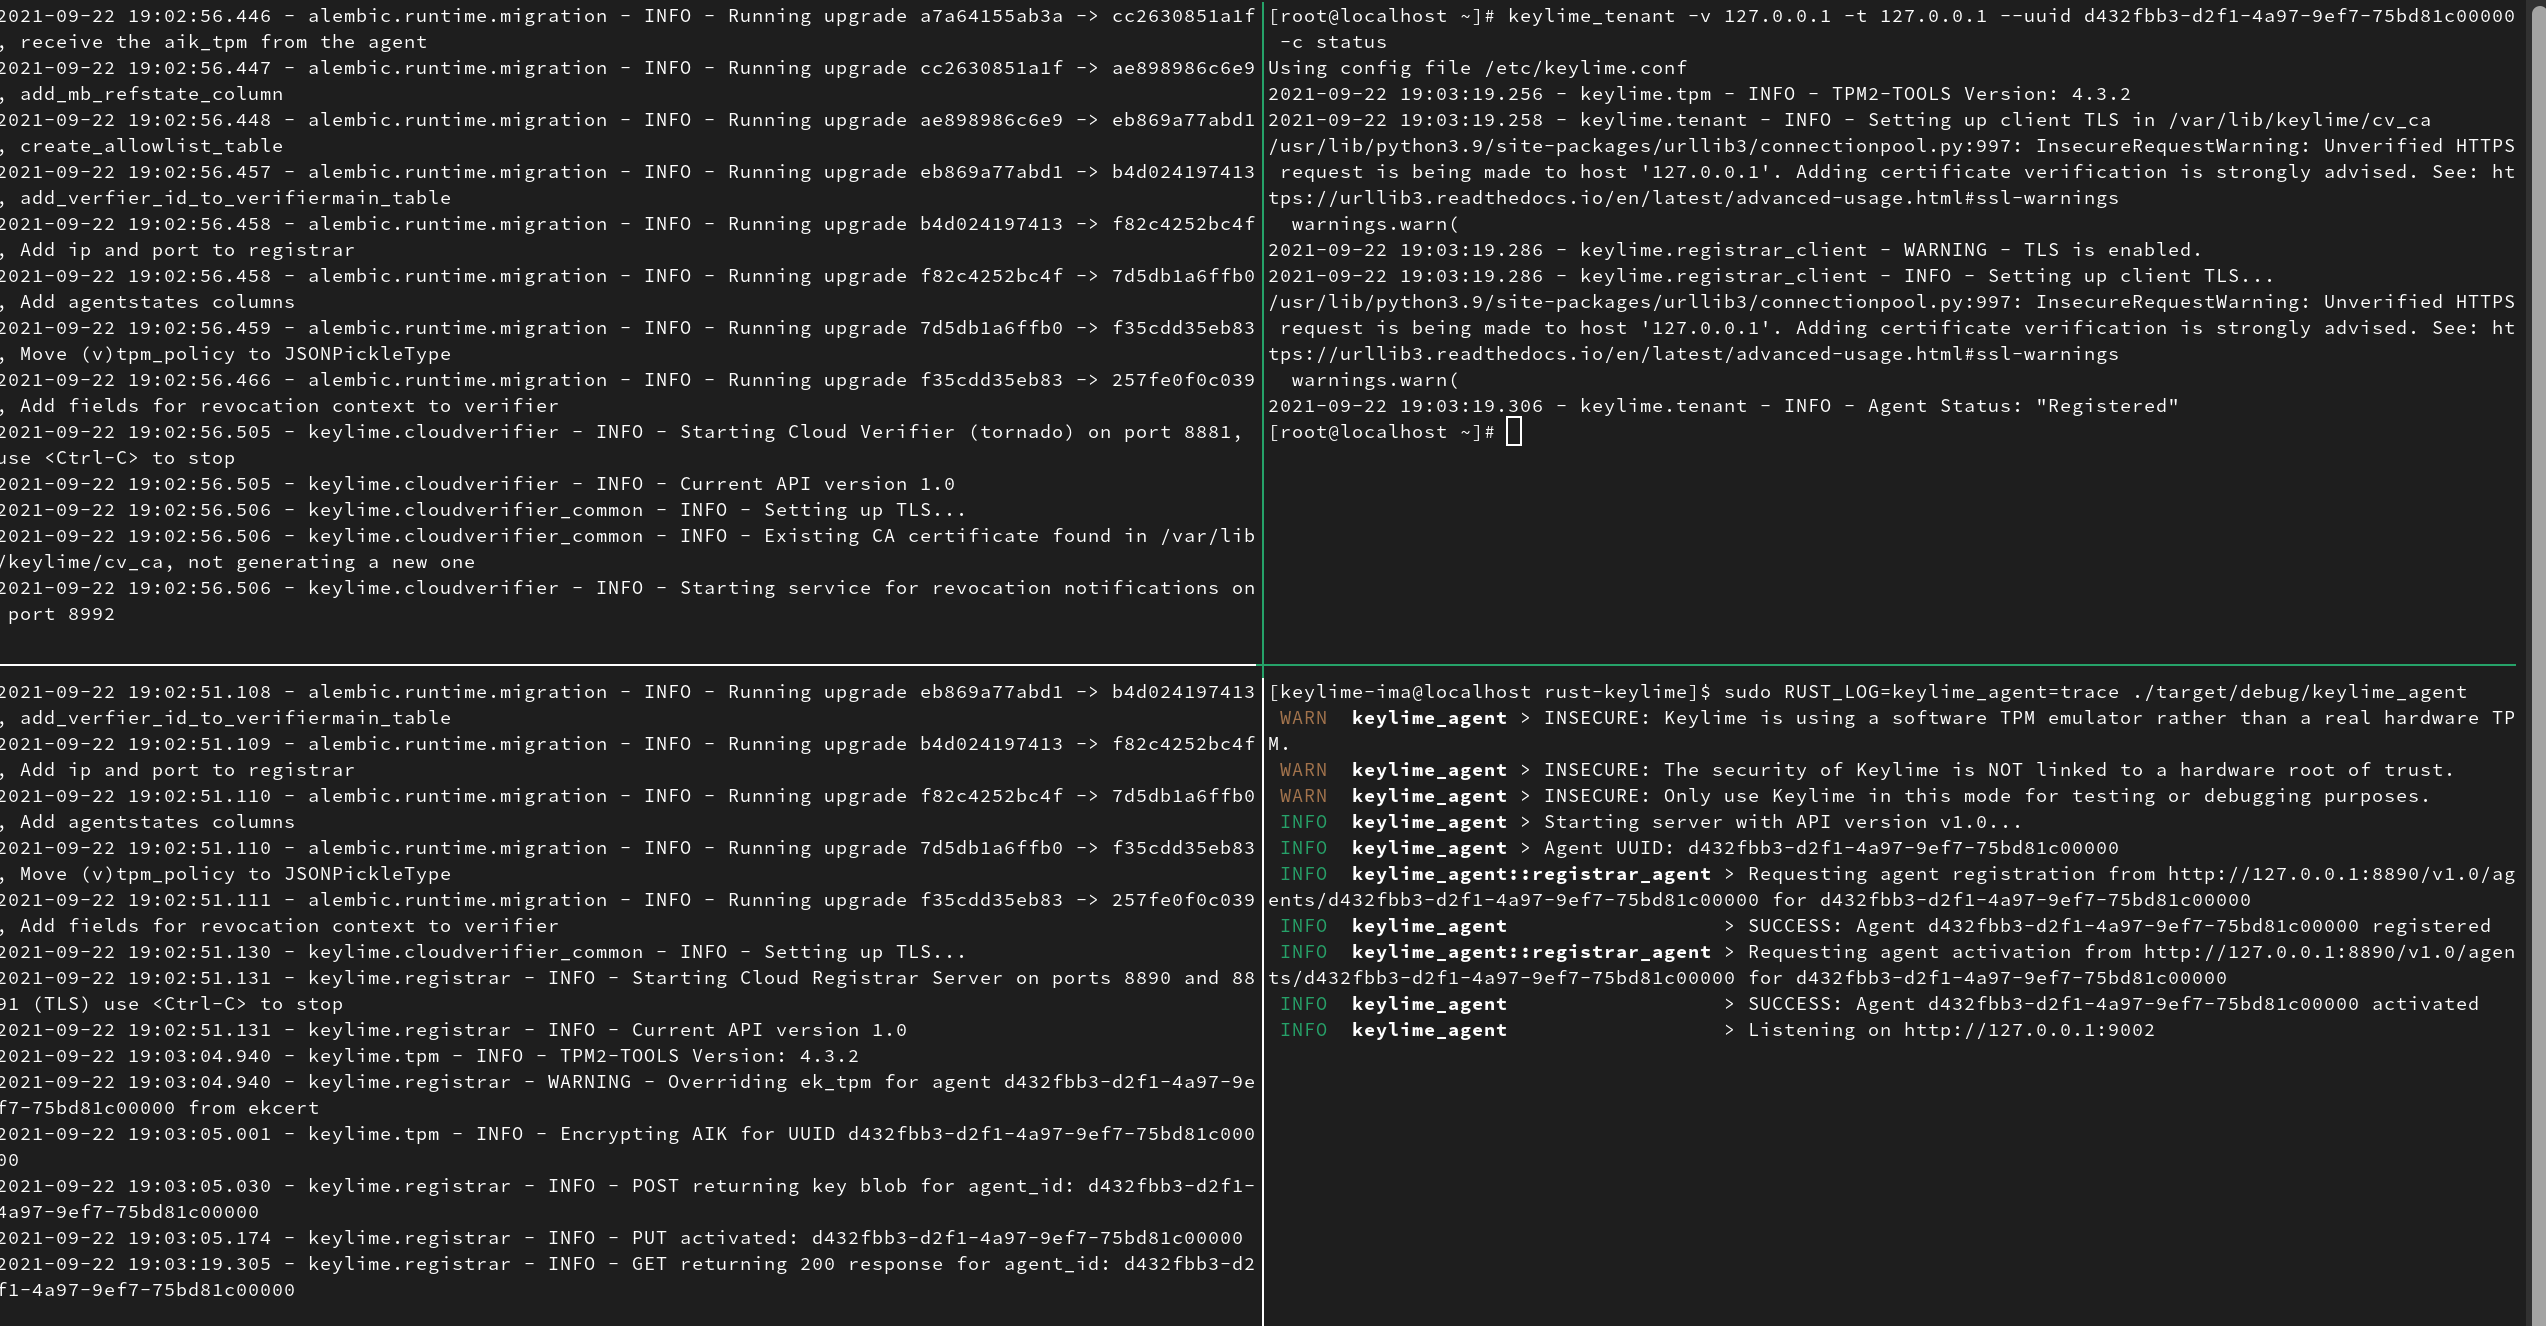 2021-09-22 19:02:56.446 - alembic.runtime.migration - INFO - Running upgrade a7a64155ab3a -> cc2630851a1f
, receive the aik_tpm from the agent
2021-09-22 19:02:56.447 - alembic.runtime.migration - INFO - Running upgrade cc2630851a1f -> ae898986c6e9
, add_mb_refstate_column
2021-09-22 19:02:56.448 - alembic.runtime.migration - INFO - Running upgrade ae898986c6e9 -> eb869a77abd1
, create_allowlist_table
2021-09-22 19:02:56.457 - alembic.runtime.migration - INFO - Running upgrade eb869a77abd1 -> b4d024197413
, add_verfier_id_to_verifiermain_table
2021-09-22 19:02:56.458 - alembic.runtime.migration - INFO - Running upgrade b4d024197413 -> f82c4252bc4f
, Add ip and port to registrar
2021-09-22 19:02:56.458 - alembic.runtime.migration - INFO - Running upgrade f82c4252bc4f -> 7d5db1a6ffb0
, Add agentstates columns
2021-09-22 19:02:56.459 - alembic.runtime.migration - INFO - Running upgrade 7d5db1a6ffb0 -> f35cdd35eb83
, Move (v)tpm_policy to JSONPickleType
2021-09-22 19:02:56.466 - alembic.runtime.migration - INFO - Running upgrade f35cdd35eb83 -> 257fe0f0c039
, Add fields for revocation context to verifier
2021-09-22 19:02:56.505 - keylime.cloudverifier - INFO - Starting Cloud Verifier (tornado) on port 8881,
use <Ctrl-C> to stop
2021-09-22 19:02:56.505 - keylime.cloudverifier - INFO - Current API version 1.0
2021-09-22 19:02:56.506 - keylime.cloudverifier_common - INFO - Setting up TLS...
2021-09-22 19:02:56.506 - keylime.cloudverifier_common - INFO - Existing CA certificate found in /var/lib
/keylime/cv_ca, not generating a new one
2021-09-22 19:02:56.506 - keylime.cloudverifier - INFO - Starting service for revocation notifications on
 port 8992
[root@localhost ~]# keylime_tenant -v 127.0.0.1 -t 127.0.0.1 --uuid d432fbb3-d2f1-4a97-9ef7-75bd81c00000
 -c status
Using config file /etc/keylime.conf
2021-09-22 19:03:19.256 - keylime.tpm - INFO - TPM2-TOOLS Version: 4.3.2
2021-09-22 19:03:19.258 - keylime.tenant - INFO - Setting up client TLS in /var/lib/keylime/cv_ca
/usr/lib/python3.9/site-packages/urllib3/connectionpool.py:997: InsecureRequestWarning: Unverified HTTPS
 request is being made to host '127.0.0.1'. Adding certificate verification is strongly advised. See: ht
tps://urllib3.readthedocs.io/en/latest/advanced-usage.html#ssl-warnings
  warnings.warn(
2021-09-22 19:03:19.286 - keylime.registrar_client - WARNING - TLS is enabled.
2021-09-22 19:03:19.286 - keylime.registrar_client - INFO - Setting up client TLS...
/usr/lib/python3.9/site-packages/urllib3/connectionpool.py:997: InsecureRequestWarning: Unverified HTTPS
 request is being made to host '127.0.0.1'. Adding certificate verification is strongly advised. See: ht
tps://urllib3.readthedocs.io/en/latest/advanced-usage.html#ssl-warnings
  warnings.warn(
2021-09-22 19:03:19.306 - keylime.tenant - INFO - Agent Status: "Registered"
[root@localhost ~]#
2021-09-22 19:02:51.108 - alembic.runtime.migration - INFO - Running upgrade eb869a77abd1 -> b4d024197413
, add_verfier_id_to_verifiermain_table
2021-09-22 19:02:51.109 - alembic.runtime.migration - INFO - Running upgrade b4d024197413 -> f82c4252bc4f
, Add ip and port to registrar
2021-09-22 19:02:51.110 - alembic.runtime.migration - INFO - Running upgrade f82c4252bc4f -> 7d5db1a6ffb0
, Add agentstates columns
2021-09-22 19:02:51.110 - alembic.runtime.migration - INFO - Running upgrade 7d5db1a6ffb0 -> f35cdd35eb83
, Move (v)tpm_policy to JSONPickleType
2021-09-22 19:02:51.111 - alembic.runtime.migration - INFO - Running upgrade f35cdd35eb83 -> 257fe0f0c039
, Add fields for revocation context to verifier
2021-09-22 19:02:51.130 - keylime.cloudverifier_common - INFO - Setting up TLS...
2021-09-22 19:02:51.131 - keylime.registrar - INFO - Starting Cloud Registrar Server on ports 8890 and 88
91 (TLS) use <Ctrl-C> to stop
2021-09-22 19:02:51.131 - keylime.registrar - INFO - Current API version 1.0
2021-09-22 19:03:04.940 - keylime.tpm - INFO - TPM2-TOOLS Version: 4.3.2
2021-09-22 19:03:04.940 - keylime.registrar - WARNING - Overriding ek_tpm for agent d432fbb3-d2f1-4a97-9e
f7-75bd81c00000 from ekcert
2021-09-22 19:03:05.001 - keylime.tpm - INFO - Encrypting AIK for UUID d432fbb3-d2f1-4a97-9ef7-75bd81c000
00
2021-09-22 19:03:05.030 - keylime.registrar - INFO - POST returning key blob for agent_id: d432fbb3-d2f1-
4a97-9ef7-75bd81c00000
2021-09-22 19:03:05.174 - keylime.registrar - INFO - PUT activated: d432fbb3-d2f1-4a97-9ef7-75bd81c00000
2021-09-22 19:03:19.305 - keylime.registrar - INFO - GET returning 200 response for agent_id: d432fbb3-d2
f1-4a97-9ef7-75bd81c00000
[keylime-ima@localhost rust-keylime]$ sudo RUST_LOG=keylime_agent=trace ./target/debug/keylime_agent
 WARN  keylime_agent > INSECURE: Keylime is using a software TPM emulator rather than a real hardware TP
M.
 WARN  keylime_agent > INSECURE: The security of Keylime is NOT linked to a hardware root of trust.
 WARN  keylime_agent > INSECURE: Only use Keylime in this mode for testing or debugging purposes.
 INFO  keylime_agent > Starting server with API version v1.0...
 INFO  keylime_agent > Agent UUID: d432fbb3-d2f1-4a97-9ef7-75bd81c00000
 INFO  keylime_agent::registrar_agent > Requesting agent registration from http://127.0.0.1:8890/v1.0/ag
ents/d432fbb3-d2f1-4a97-9ef7-75bd81c00000 for d432fbb3-d2f1-4a97-9ef7-75bd81c00000
 INFO  keylime_agent                  > SUCCESS: Agent d432fbb3-d2f1-4a97-9ef7-75bd81c00000 registered
 INFO  keylime_agent::registrar_agent > Requesting agent activation from http://127.0.0.1:8890/v1.0/agen
ts/d432fbb3-d2f1-4a97-9ef7-75bd81c00000 for d432fbb3-d2f1-4a97-9ef7-75bd81c00000
 INFO  keylime_agent                  > SUCCESS: Agent d432fbb3-d2f1-4a97-9ef7-75bd81c00000 activated
 INFO  keylime_agent                  > Listening on http://127.0.0.1:9002